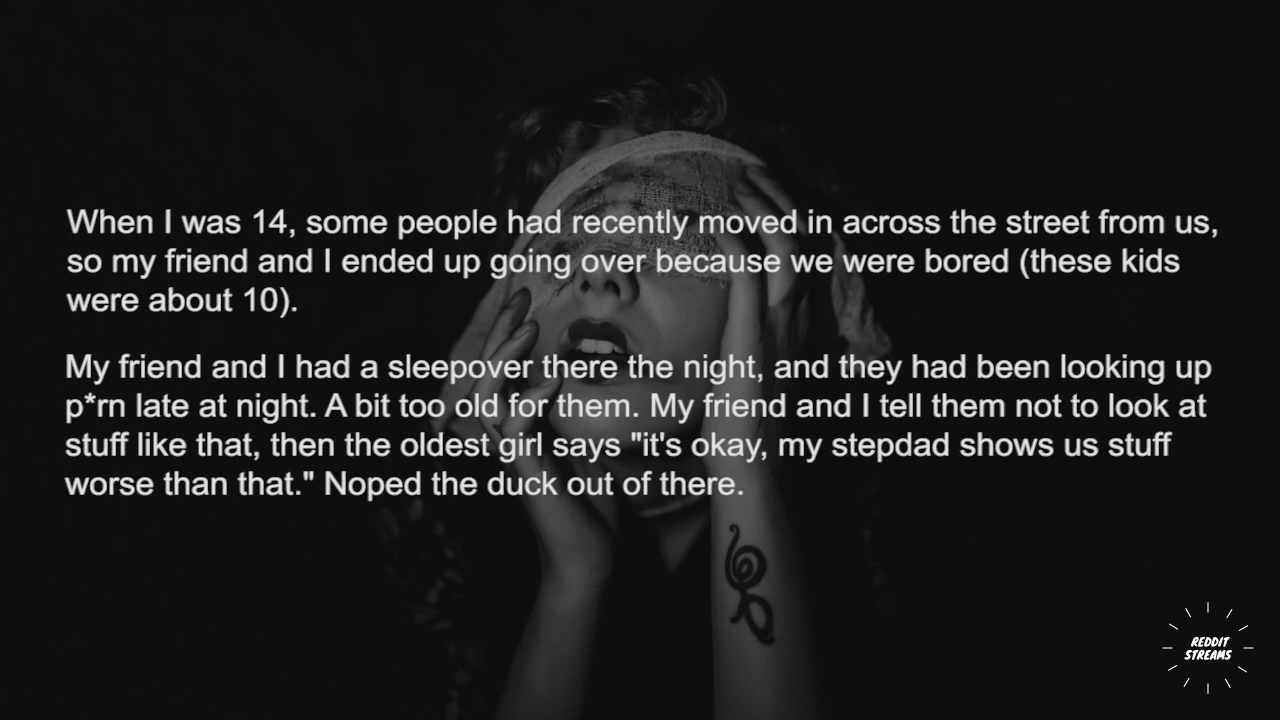 When I was 14, some people had recently moved in across the street from us,
so my friend and I ended up going over because we were bored (these kids
were about 10).
My friend and I had a sleepover there the night, and they had been looking up
p*rn late at night. A bit too old for them. My friend and I tell them not to look at
stuff like that, then the oldest girl says "it's okay, my stepdad shows us stuff
worse than that." Noped the duck out of there.
REDDIT
STREAMS